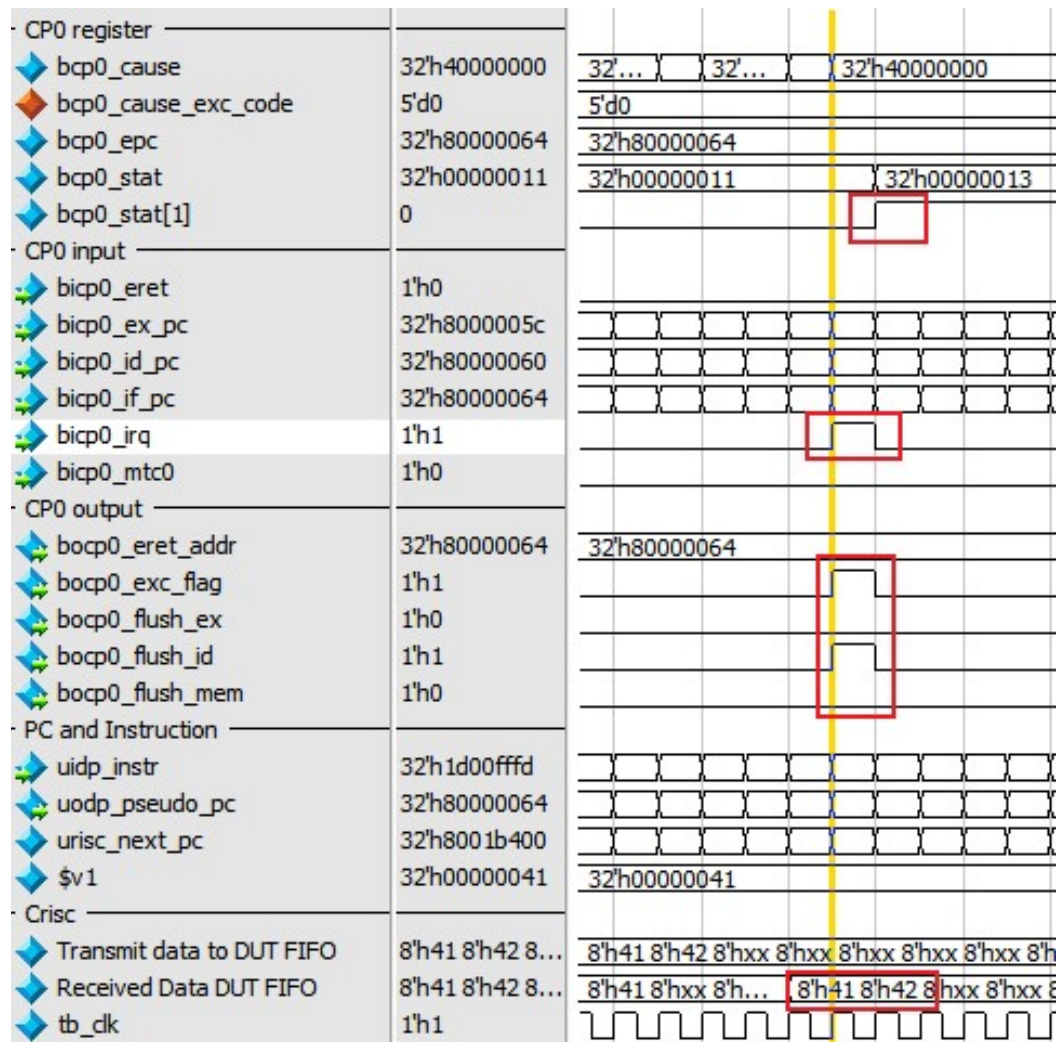 CP0 register
bcp0_cause 32'h40000000 32'... 32'... 32'h40000000
bcp0_cause_exc_code 5'd0 5'd0
bcp0_epc 32'h80000064 32'h80000064
bcp0_stat 32'h00000011 32'h00000011 32'h00000013
bcp0_stat[1] 0
CP0 input
bicp0_eret 1'h0
bicp0_ex_pc 32'h8000005c
bicp0_id_pc 32'h80000060
bicp0_if_pc 32'h80000064
bicp0_irq 1'h1
bicp0_mtc0 1'h0
CP0 output
bocp0_eret_addr 32'h80000064 32'h80000064
bocp0_exc_flag 1'h1
bocp0_flush_ex 1'h0
bocp0_flush_id 1'h1
bocp0_flush_mem 1'h0
PC and Instruction
uidp_instr 32'h1d00fffd
uodp_pseudo_pc 32'h80000064
urisc_next_pc 32'h8001b400
$v1 32'h00000041 32'h00000041
Crisc
Transmit data to DUT FIFO 8'h41 8'h42 8... 8'h41 8'h42 8'hxx 8'hxx 8'hxx 8'hxx 8'hxx 8'h
Received Data DUT FIFO 8'h41 8'h42 8... 8'h41 8'hxx 8'h... 8'h41 8'h42 8'hxx 8'hxx 8
tb_clk 1'h1